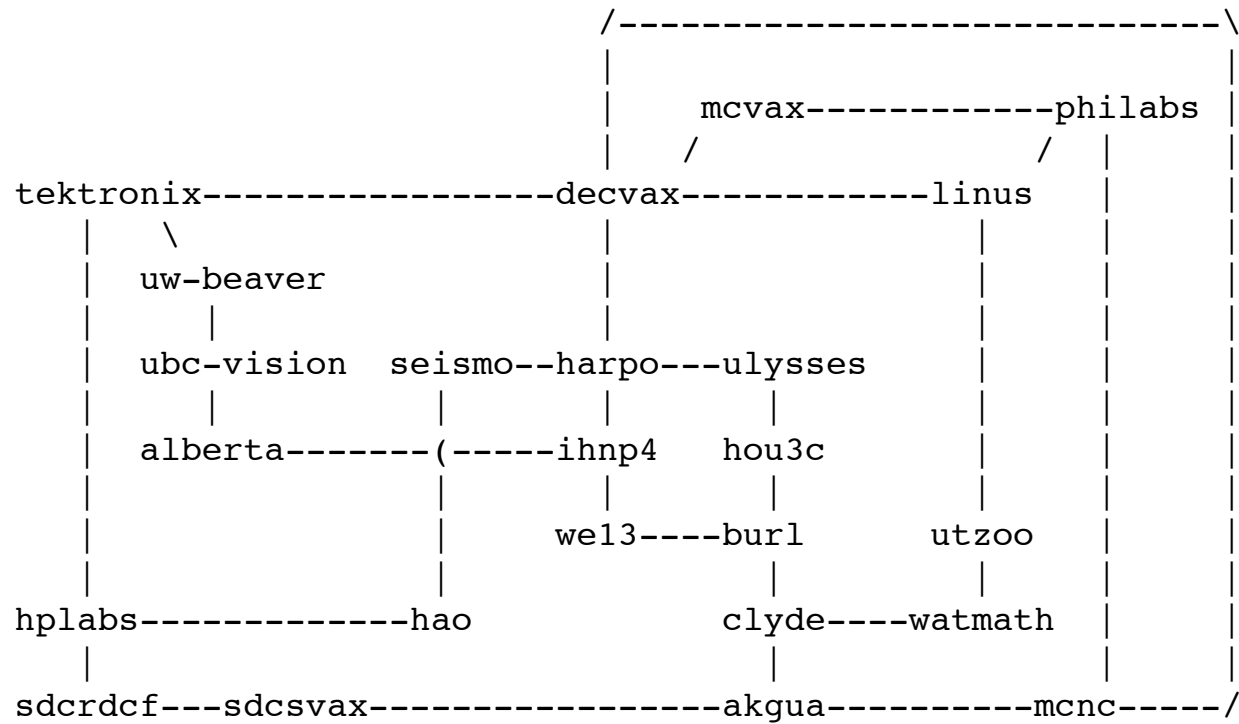 mcvax philabs
tektronix decvax linus
uw-beaver
ubc-vision seismo harpo ulysses
alberta ihnp4 hou3c
we13 burl utzoo
hplabs hao clyde watmath
sdcrdcf sdcsvax akgua mcnc